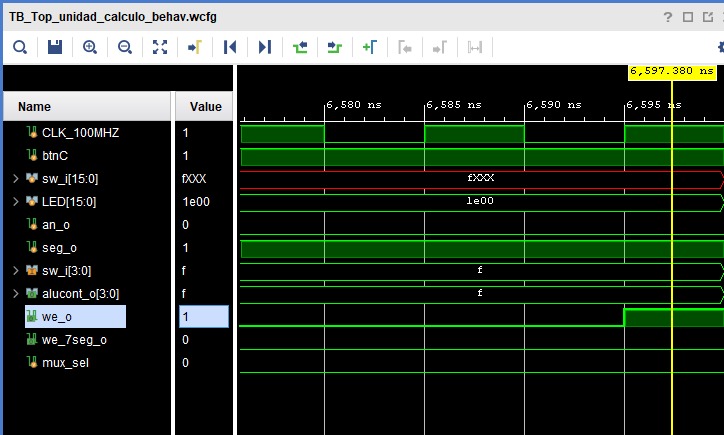 TB_Top_unidad_calculo_behav.wcfg
6,597.380 ns
Name Value 6,580 ns 6,585 ns 6,590 ns 6,595 ns
CLK_100MHZ 1
btnC 1
sw_i[15:0] fXXX fXXX
LED[15:0] 1e00 1e00
an_o 0
seg_o 1
sw_i[3:0] f f
alucont_o[3:0] f f
we_o 1
we_7seg_o 0
mux_sel 0